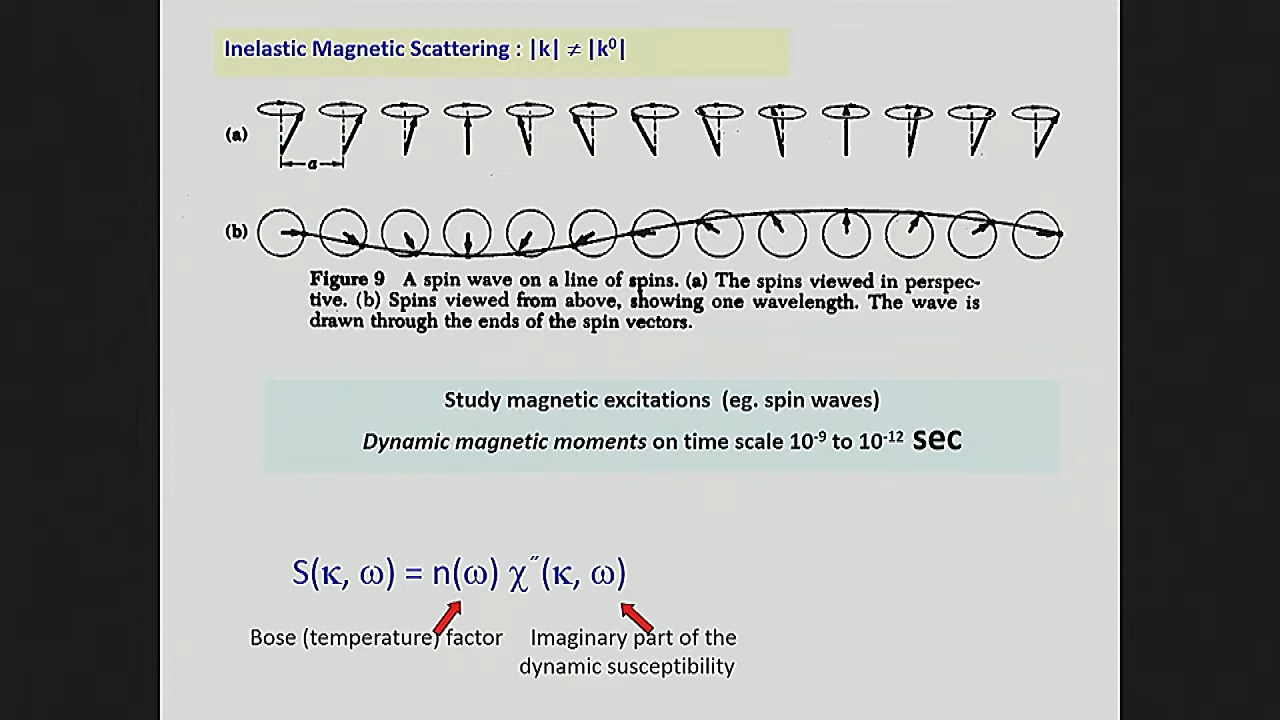 Inelastic Magnetic Scattering : |k| ≠ |k⁰|
(a)
a
(b)
Figure 9 A spin wave on a line of spins. (a) The spins viewed in perspec-
tive. (b) Spins viewed from above, showing one wavelength. The wave is
drawn through the ends of the spin vectors.
Study magnetic excitations (eg. spin waves)
Dynamic magnetic moments on time scale 10⁻⁹ to 10⁻¹² sec
S(κ, ω) = n(ω) χ˝(κ, ω)
Bose (temperature) factor Imaginary part of the
dynamic susceptibility